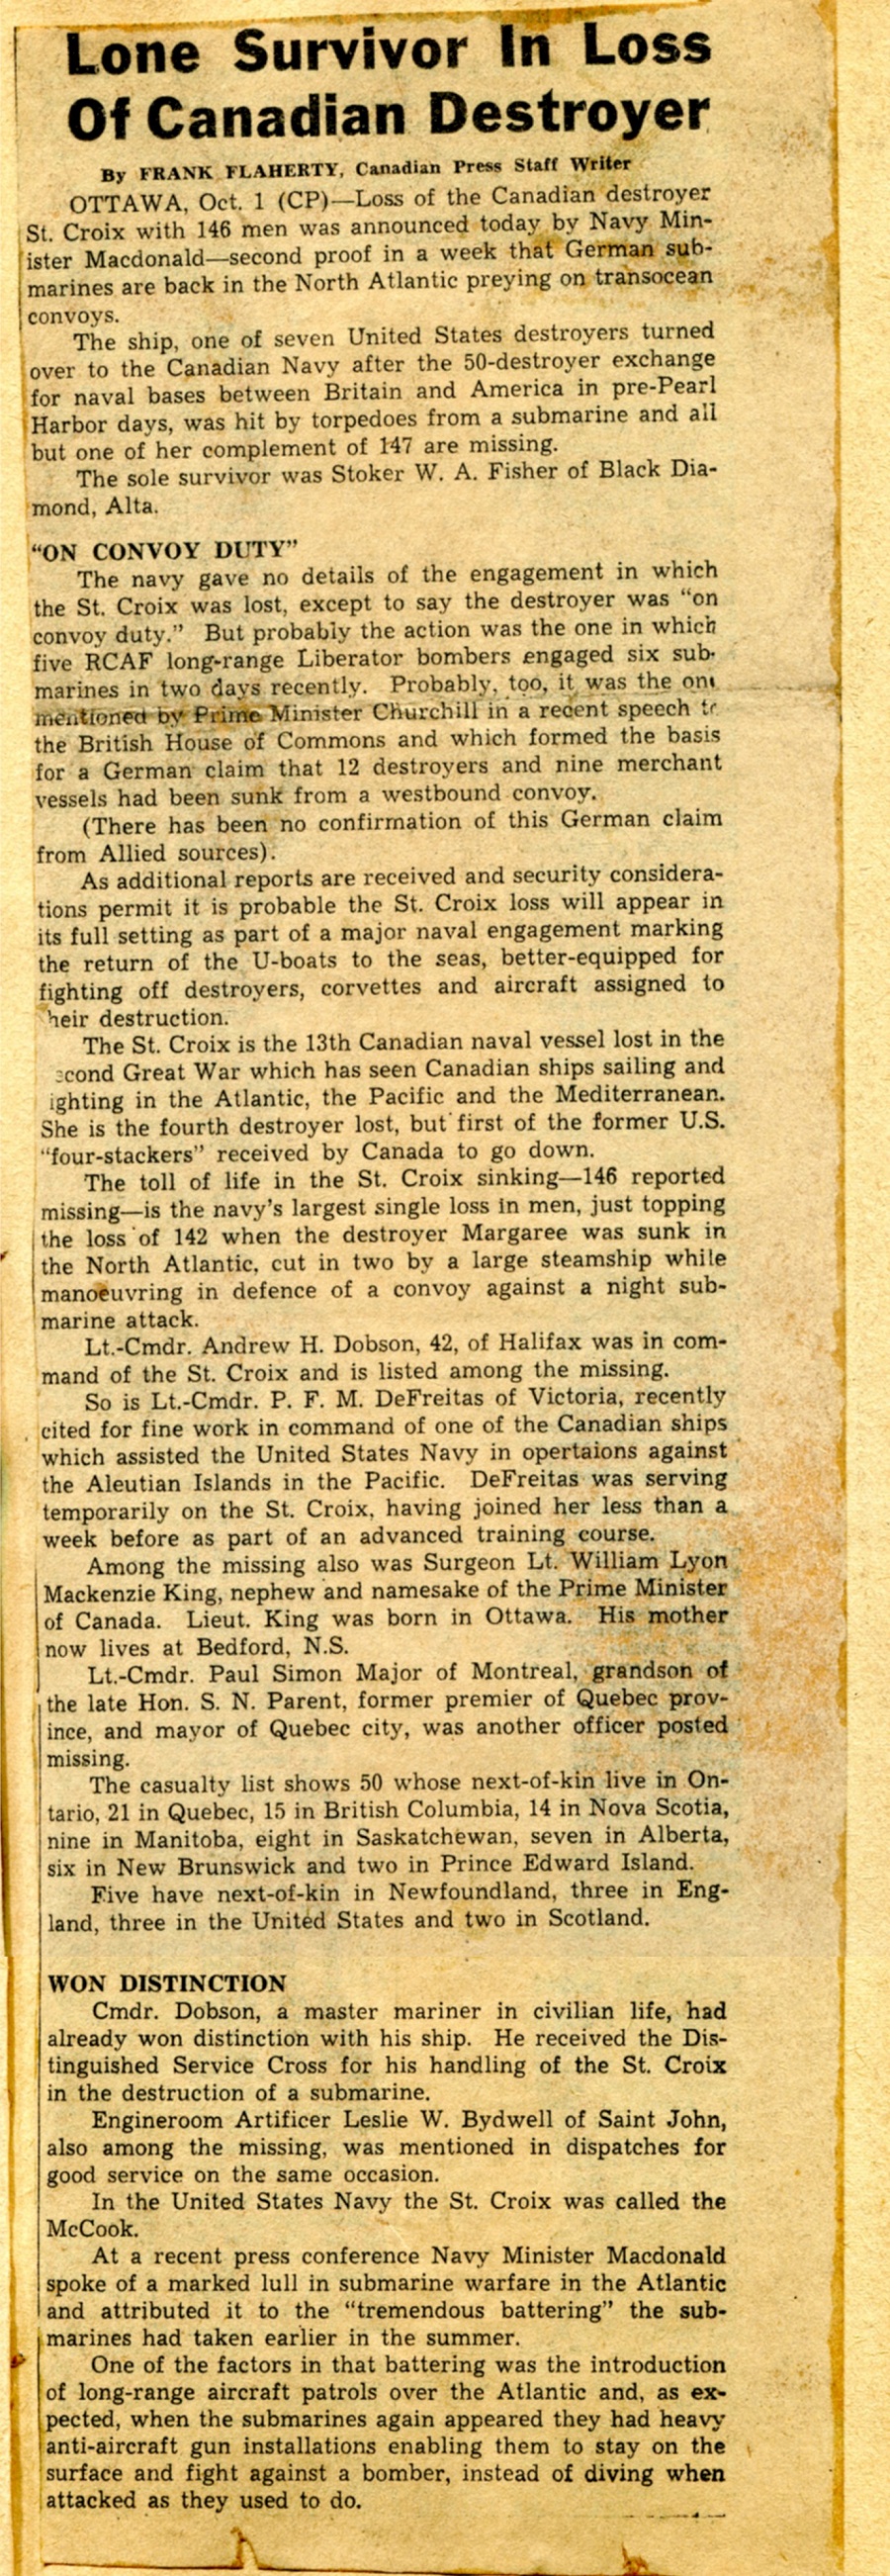 Lone Survivor In Loss
Of Canadian Destroyer
By FRANK FLAHERTY, Canadian Press Staff Writer
OTTAWA, Oct. 1 (CP)—Loss of the Canadian destroyer
St. Croix with 146 men was announced today by Navy Min-
ister Macdonald—second proof in a week that German sub-
marines are back in the North Atlantic preying on transocean
convoys.
The ship, one of seven United States destroyers turned
over to the Canadian Navy after the 50-destroyer exchange
for naval bases between Britain and America in pre-Pearl
Harbor days, was hit by torpedoes from a submarine and all
but one of her complement of 147 are missing.
The sole survivor was Stoker W. A. Fisher of Black Dia-
mond, Alta.
“ON CONVOY DUTY”
The navy gave no details of the engagement in which
the St. Croix was lost, except to say the destroyer was “on
convoy duty.” But probably the action was the one in which
five RCAF long-range Liberator bombers engaged six sub-
marines in two days recently. Probably, too, it was the one
mentioned by Prime Minister Churchill in a recent speech to
the British House of Commons and which formed the basis
for a German claim that 12 destroyers and nine merchant
vessels had been sunk from a westbound convoy.
(There has been no confirmation of this German claim
from Allied sources).
As additional reports are received and security considera-
tions permit it is probable the St. Croix loss will appear in
its full setting as part of a major naval engagement marking
the return of the U-boats to the seas, better-equipped for
fighting off destroyers, corvettes and aircraft assigned to
heir destruction.
The St. Croix is the 13th Canadian naval vessel lost in the
econd Great War which has seen Canadian ships sailing and
ighting in the Atlantic, the Pacific and the Mediterranean.
She is the fourth destroyer lost, but first of the former U.S.
“four-stackers” received by Canada to go down.
The toll of life in the St. Croix sinking—146 reported
missing—is the navy's largest single loss in men, just topping
the loss of 142 when the destroyer Margaree was sunk in
the North Atlantic, cut in two by a large steamship while
manoeuvring in defence of a convoy against a night sub-
marine attack.
Lt.-Cmdr. Andrew H. Dobson, 42, of Halifax was in com-
mand of the St. Croix and is listed among the missing.
So is Lt.-Cmdr. P. F. M. DeFreitas of Victoria, recently
cited for fine work in command of one of the Canadian ships
which assisted the United States Navy in opertaions against
the Aleutian Islands in the Pacific. DeFreitas was serving
temporarily on the St. Croix, having joined her less than a
week before as part of an advanced training course.
Among the missing also was Surgeon Lt. William Lyon
Mackenzie King, nephew and namesake of the Prime Minister
of Canada. Lieut. King was born in Ottawa. His mother
now lives at Bedford, N.S.
Lt.-Cmdr. Paul Simon Major of Montreal, grandson of
the late Hon. S. N. Parent, former premier of Quebec prov-
ince, and mayor of Quebec city, was another officer posted
missing.
The casualty list shows 50 whose next-of-kin live in On-
tario, 21 in Quebec, 15 in British Columbia, 14 in Nova Scotia,
nine in Manitoba, eight in Saskatchewan, seven in Alberta,
six in New Brunswick and two in Prince Edward Island.
Five have next-of-kin in Newfoundland, three in Eng-
land, three in the United States and two in Scotland.
WON DISTINCTION
Cmdr. Dobson, a master mariner in civilian life, had
already won distinction with his ship. He received the Dis-
tinguished Service Cross for his handling of the St. Croix
in the destruction of a submarine.
Engineroom Artificer Leslie W. Bydwell of Saint John,
also among the missing, was mentioned in dispatches for
good service on the same occasion.
In the United States Navy the St. Croix was called the
McCook.
At a recent press conference Navy Minister Macdonald
spoke of a marked lull in submarine warfare in the Atlantic
and attributed it to the “tremendous battering” the sub-
marines had taken earlier in the summer.
One of the factors in that battering was the introduction
of long-range aircraft patrols over the Atlantic and, as ex-
pected, when the submarines again appeared they had heavy
anti-aircraft gun installations enabling them to stay on the
surface and fight against a bomber, instead of diving when
attacked as they used to do.